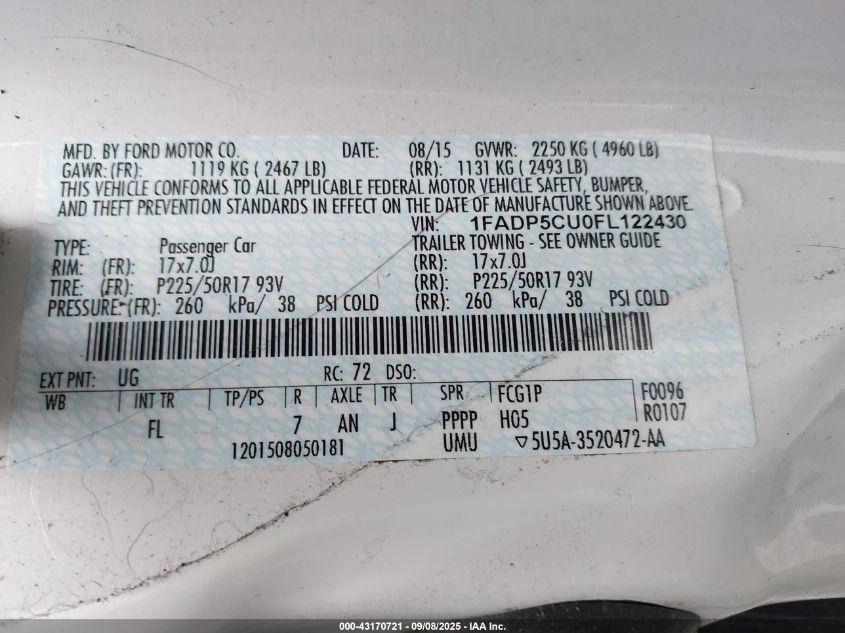 MFD. BY FORD MOTOR CO. DATE: 08/15 GVWR: 2250 KG ( 4960 LB)
GAWR:(FR): 1119 KG ( 2467 LB) (RR): 1131 KG ( 2493 LB)
THIS VEHICLE CONFORMS TO ALL APPLICABLE FEDERAL MOTOR VEHICLE SAFETY, BUMPER,
AND THEFT PREVENTION STANDARDS IN EFFECT ON THE DATE OF MANUFACTURE SHOWN ABOVE.
VIN: 1FADP5CU0FL122430
TYPE: Passenger Car TRAILER TOWING - SEE OWNER GUIDE
RIM: (FR): 17x7.0J (RR): 17x7.0J
TIRE: (FR): P225/50R17 93V (RR): P225/50R17 93V
PRESSURE:(FR): 260 kPa/ 38 PSI COLD (RR): 260 kPa/ 38 PSI COLD
EXT PNT: UG RC: 72 DSO:
WB INT TR TP/PS R AXLE TR SPR FCG1P F0096
FL 7 AN J PPPP H05 R0107
1201508050181 UMU ▽5U5A-3520472-AA
000-43170721 - 09/08/2025 - IAA Inc.